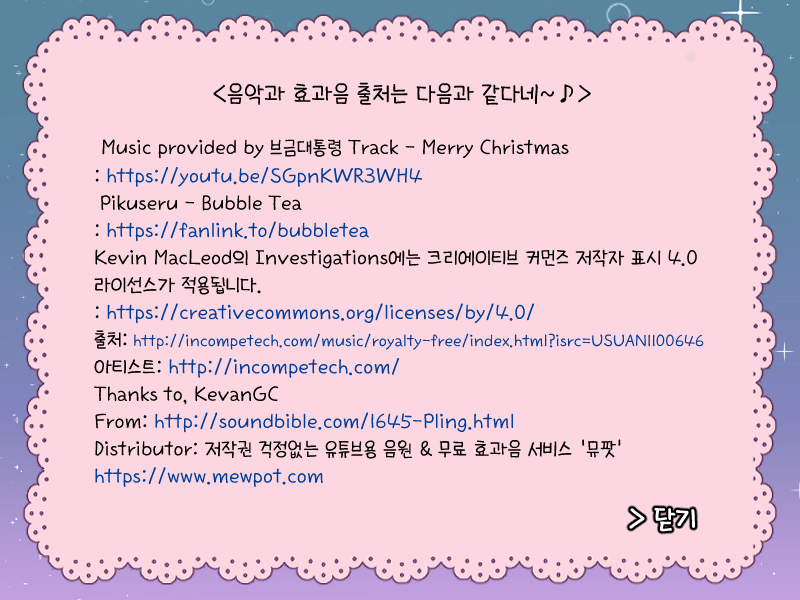 <음악과 효과음 출처는 다음과 같다네~♪>
Music provided by 브금대통령 Track - Merry Christmas
: https://youtu.be/SGpnKWR3WH4
Pikuseru - Bubble Tea
: https://fanlink.to/bubbletea
Kevin MacLeod의 Investigations에는 크리에이티브 커먼즈 저작자 표시 4.0
라이선스가 적용됩니다.
: https://creativecommons.org/licenses/by/4.0/
출처: http://incompetech.com/music/royalty-free/index.html?isrc=USUAN1100646
아티스트: http://incompetech.com/
Thanks to, KevanGC
From: http://soundbible.com/1645-Pling.html
Distributor: 저작권 걱정없는 유튜브용 음원 & 무료 효과음 서비스 '뮤팟'
https://www.mewpot.com
> 닫기